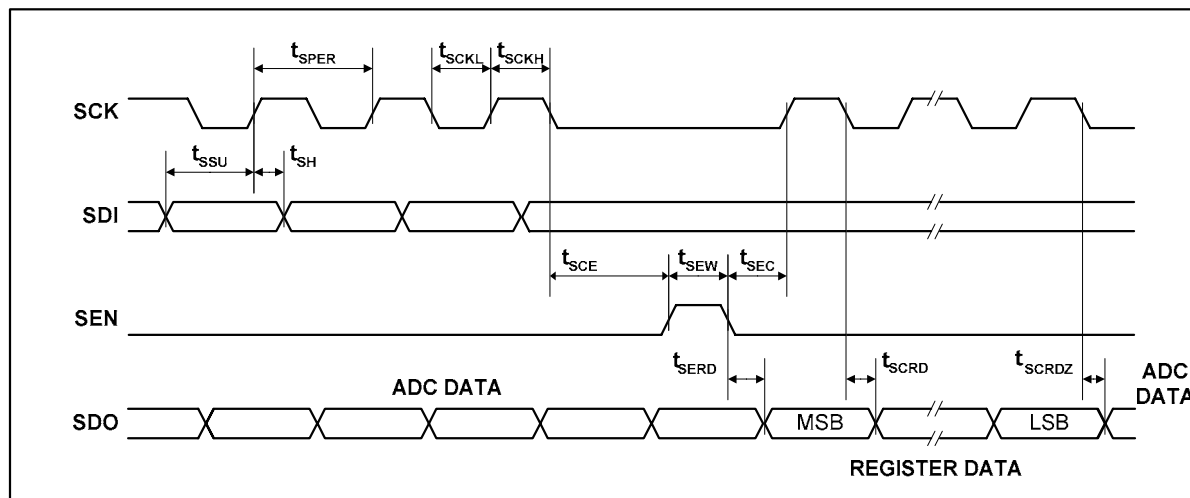 tSPER tSCKL tSCKH
SCK
tSSU tSH
SDI
tSCE tSEW tSEC
SEN
tSERD tSCRD tSCRDZ
ADC DATA
ADC
DATA
SDO MSB LSB
REGISTER DATA